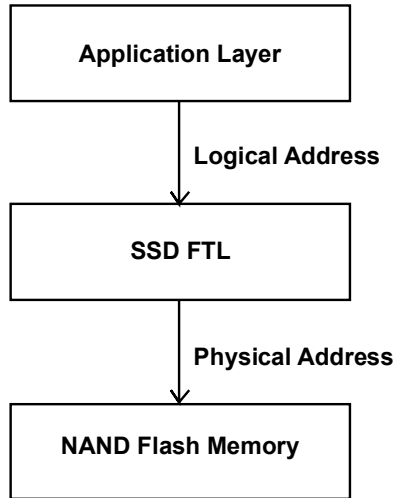 Application Layer
Logical Address
SSD FTL
Physical Address
NAND Flash Memory